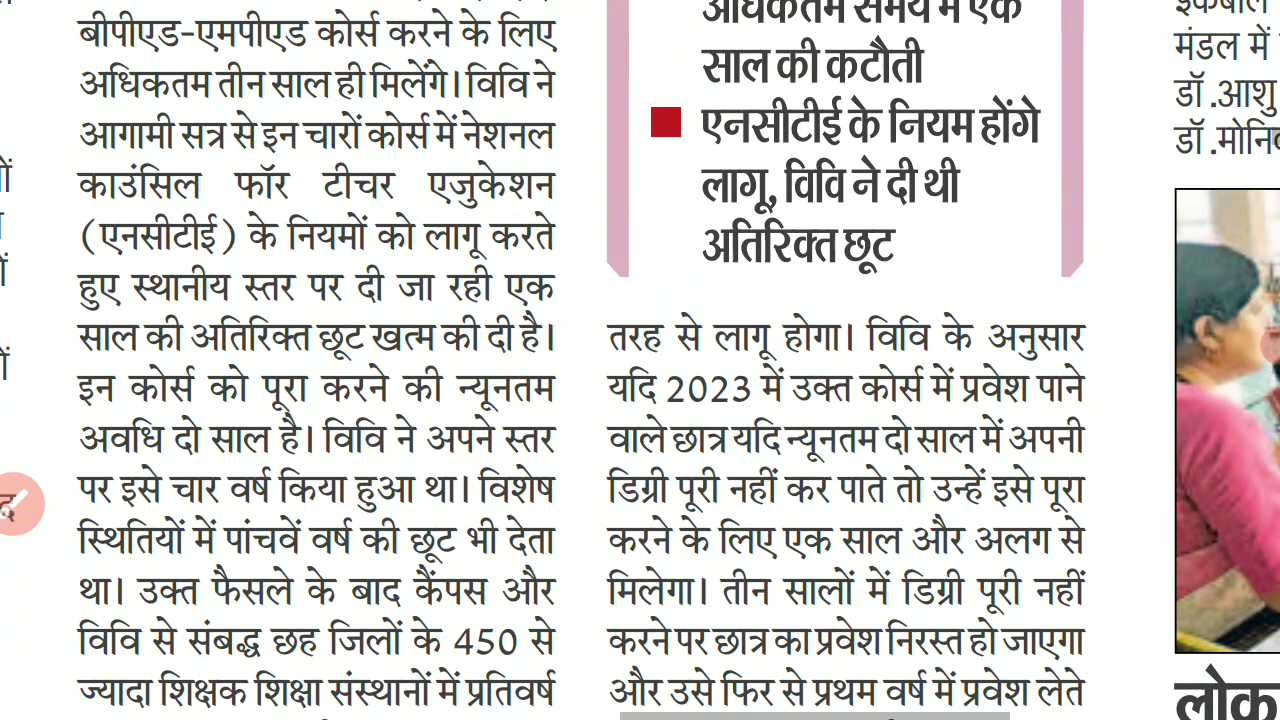 बीपीएड-एमपीएड कोर्स करने के लिए
अधिकतम तीन साल ही मिलेंगे। विवि ने
आगामी सत्र से इन चारों कोर्स में नेशनल
काउंसिल फॉर टीचर एजुकेशन
(एनसीटीई) के नियमों को लागू करते
हुए स्थानीय स्तर पर दी जा रही एक
साल की अतिरिक्त छूट खत्म की दी है।
इन कोर्स को पूरा करने की न्यूनतम
अवधि दो साल है। विवि ने अपने स्तर
पर इसे चार वर्ष किया हुआ था। विशेष
स्थितियों में पांचवें वर्ष की छूट भी देता
था। उक्त फैसले के बाद कैंपस और
विवि से संबद्ध छह जिलों के 450 से
ज्यादा शिक्षक शिक्षा संस्थानों में प्रतिवर्ष
अधिकतम समय में एक
साल की कटौती
एनसीटीई के नियम होंगे
लागू, विवि ने दी थी
अतिरिक्त छूट
तरह से लागू होगा। विवि के अनुसार
यदि 2023 में उक्त कोर्स में प्रवेश पाने
वाले छात्र यदि न्यूनतम दो साल में अपनी
डिग्री पूरी नहीं कर पाते तो उन्हें इसे पूरा
करने के लिए एक साल और अलग से
मिलेगा। तीन सालों में डिग्री पूरी नहीं
करने पर छात्र का प्रवेश निरस्त हो जाएगा
और उसे फिर से प्रथम वर्ष में प्रवेश लेते
मंडल में
डॉ.आशु
डॉ.मोनि
लोक